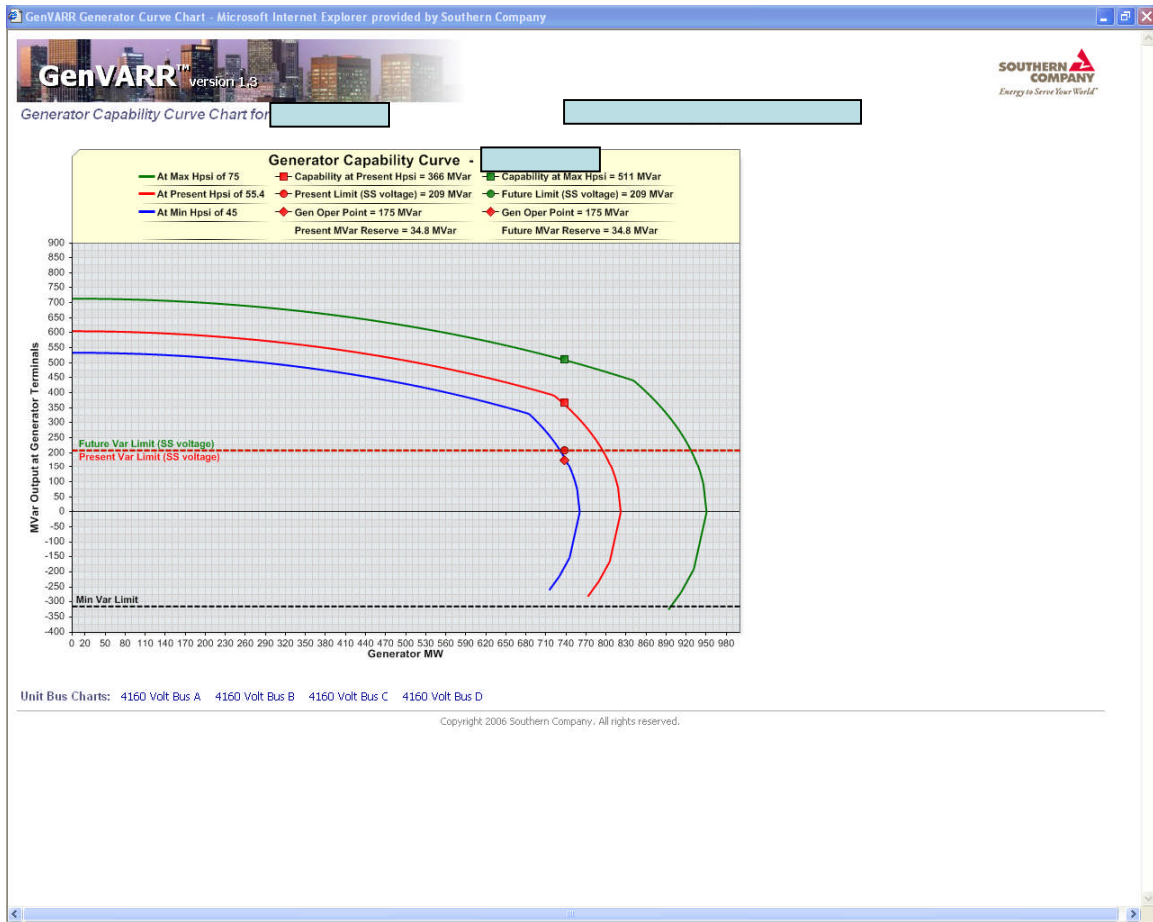 GenVARR Generator Curve Chart - Microsoft Internet Explorer provided by Southern Company
GenVARR™ version 1.3
SOUTHERN
COMPANY
Energy to Serve Your World®
Generator Capability Curve Chart for
Generator Capability Curve -
At Max Hpsi of 75 Capability at Present Hpsi = 366 MVar Capability at Max Hpsi = 511 MVar
At Present Hpsi of 55.4 Present Limit (SS voltage) = 209 MVar Future Limit (SS voltage) = 209 MVar
At Min Hpsi of 45 Gen Oper Point = 175 MVar Gen Oper Point = 175 MVar
Present MVar Reserve = 34.8 MVar Future MVar Reserve = 34.8 MVar
MVar Output at Generator Terminals
900
850
800
750
700
650
600
550
500
450
400
350
300
250
200
150
100
50
0
-50
-100
-150
-200
-250
-300
-350
-400
Future Var Limit (SS voltage)
Present Var Limit (SS voltage)
Min Var Limit
0 20 50 80 110 140 170 200 230 260 290 320 350 380 410 440 470 500 530 560 590 620 650 680 710 740 770 800 830 860 890 920 950 980
Generator MW
Unit Bus Charts: 4160 Volt Bus A 4160 Volt Bus B 4160 Volt Bus C 4160 Volt Bus D
Copyright 2006 Southern Company. All rights reserved.